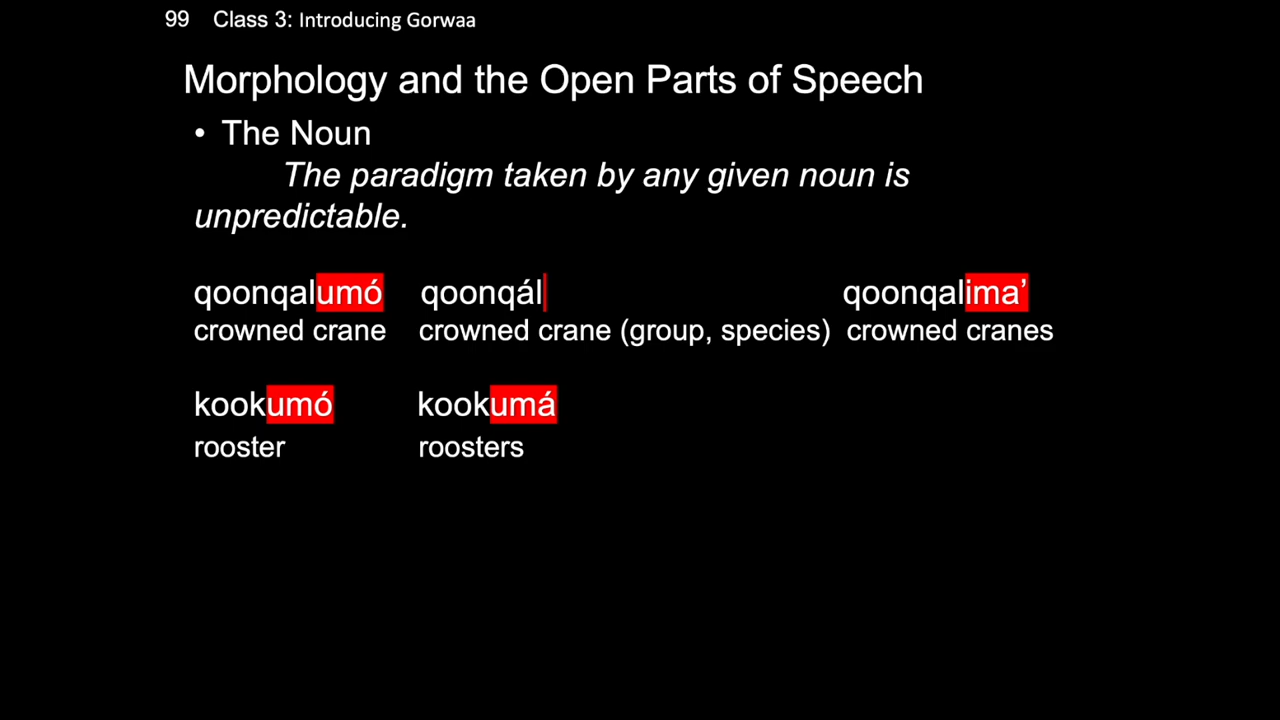 99 Class 3: Introducing Gorwaa
Morphology and the Open Parts of Speech
• The Noun
The paradigm taken by any given noun is
unpredictable.
qoonqalumó qoonqál qoonqalima’
crowned crane crowned crane (group, species) crowned cranes
kookumó kookumá
rooster roosters